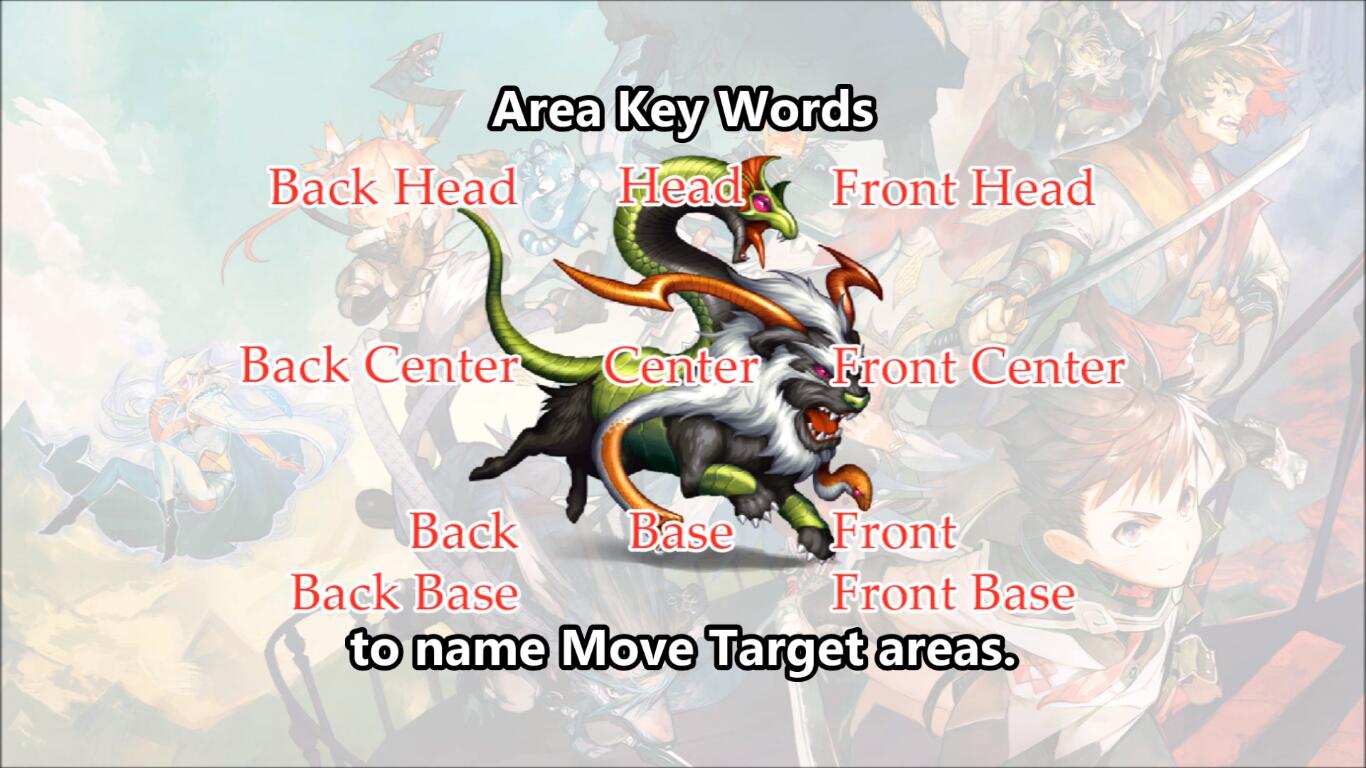 Area Key Words
Back Head Head Front Head
Back Center Center Front Center
Back Base Front
Back Base Front Base
to name Move Target areas.